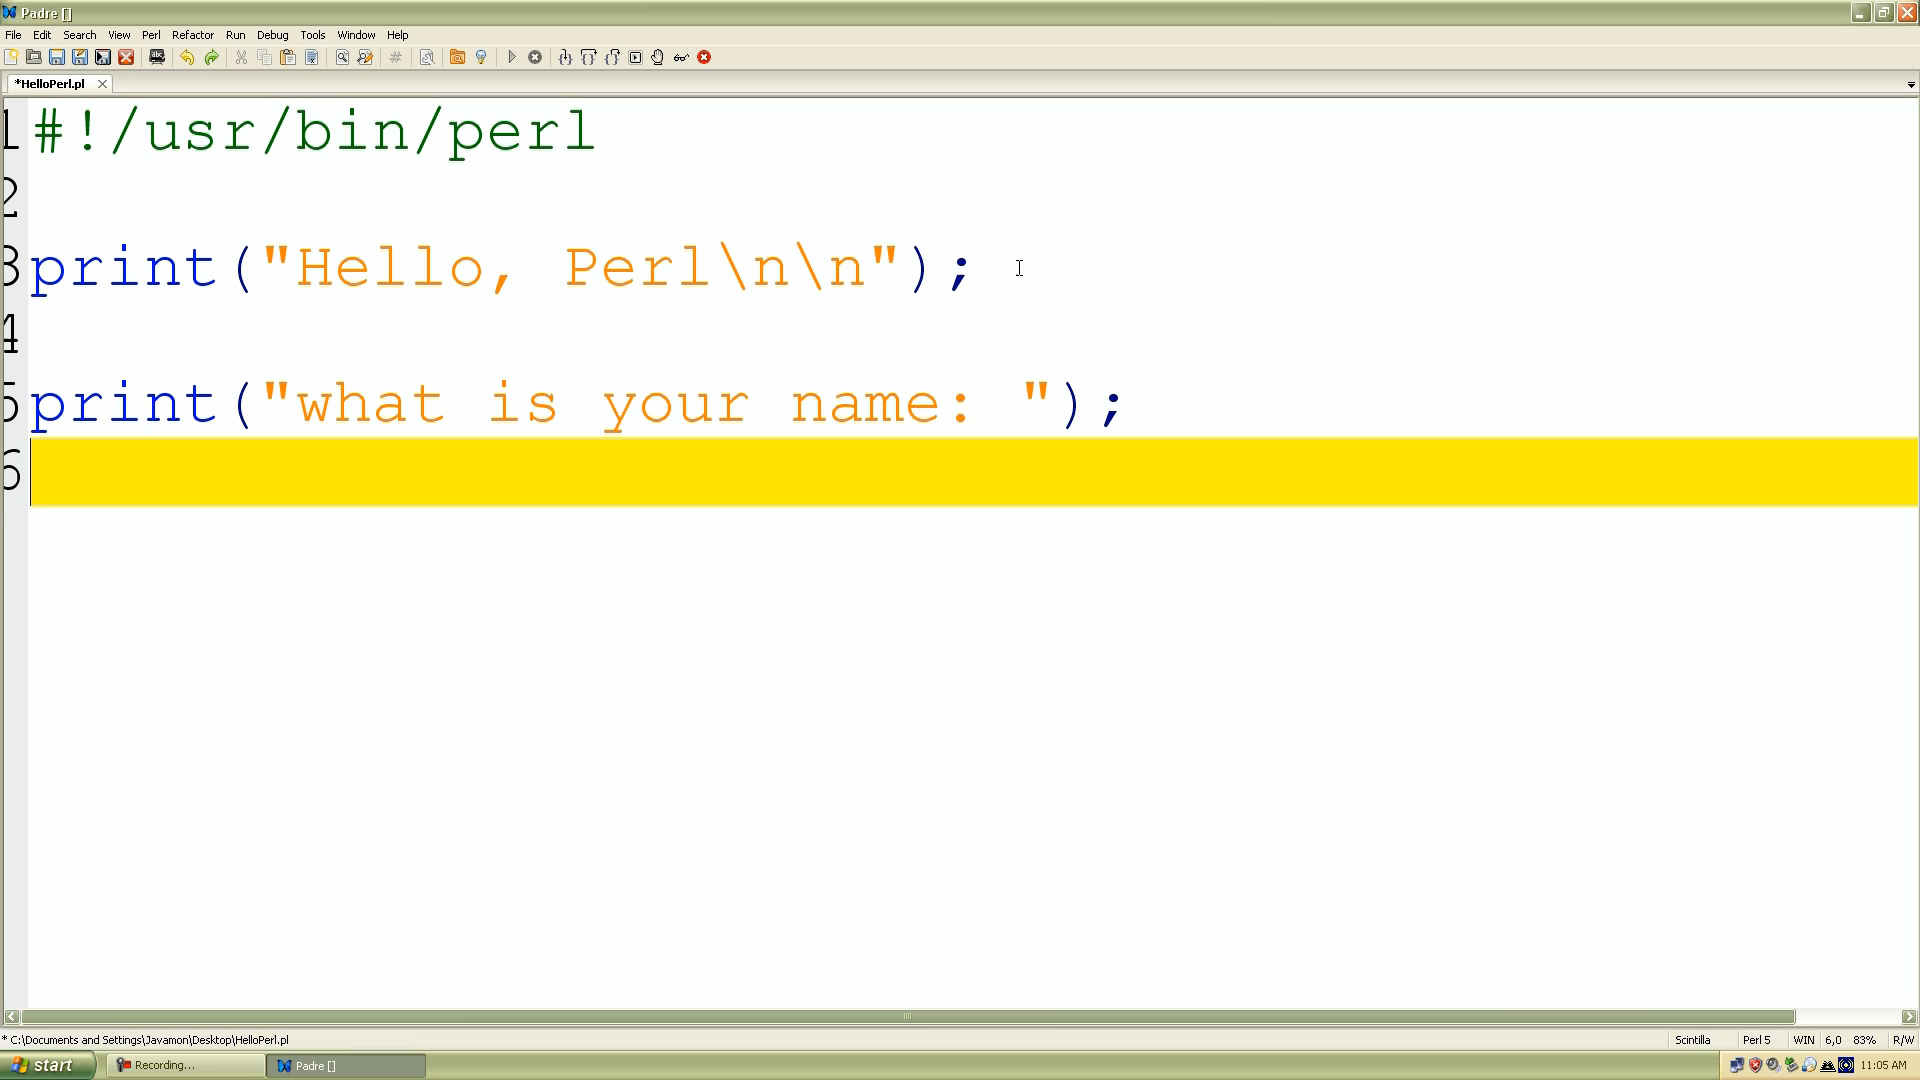 Padre []
File Edit Search View Perl Refactor Run Debug Tools Window Help
*HelloPerl.pl
1 #!/usr/bin/perl
2
3 print("Hello, Perl\n\n");
4
5 print("what is your name: ");
6
* C:\Documents and Settings\Javamon\Desktop\HelloPerl.pl Scintilla Perl 5 WIN 6,0 83% R/W
start Recording... Padre [] 11:05 AM